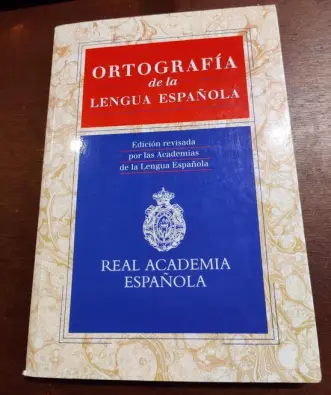 ORTOGRAFÍA
de la
LENGUA ESPAÑOLA
Edición revisada
por las Academias
de la Lengua Española
REAL ACADEMIA
ESPAÑOLA